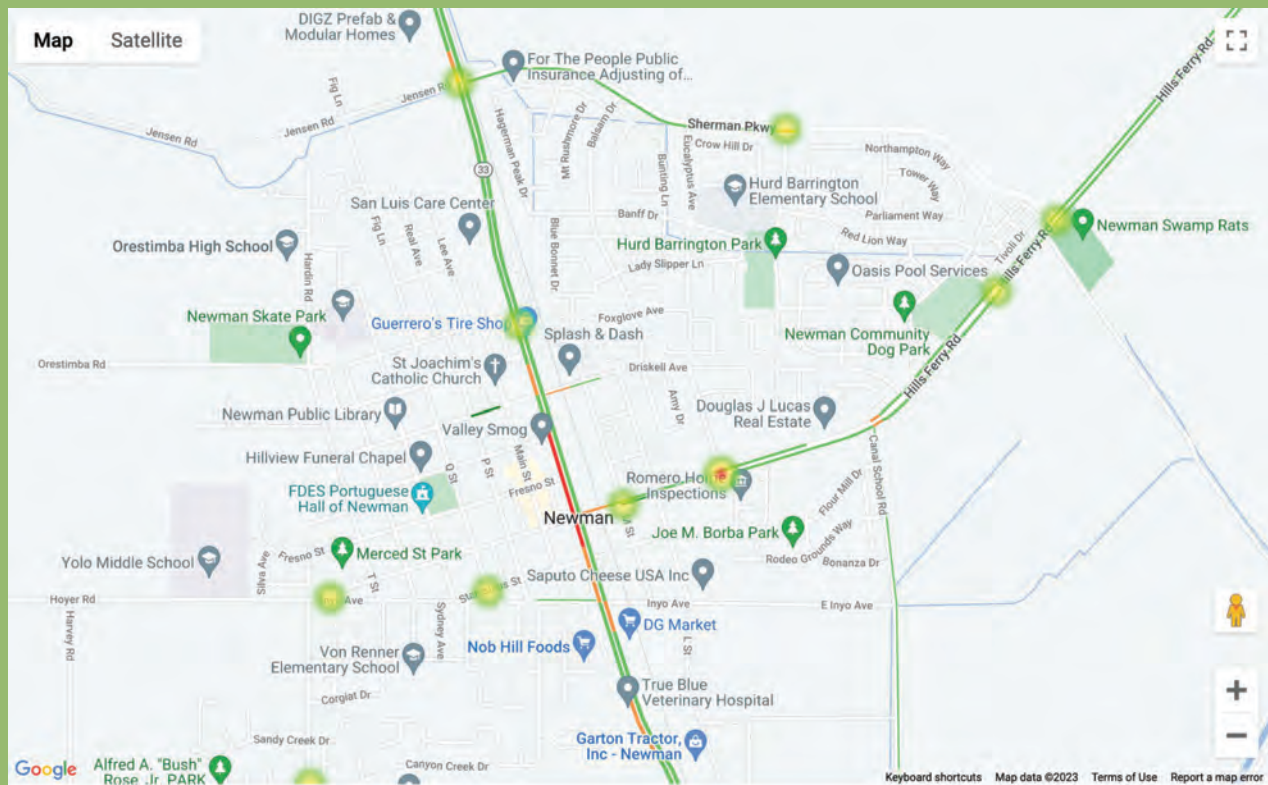 Map
Satellite
DIGZ Prefab &
Modular Homes
For The People Public
Insurance Adjusting of...
Jensen Rd
Jensen Rd
Jensen R
Fig Ln
Hagerman Peak Dr
Mt Rushmore Dr
Balsam Dr
Sherman Pkwy
Crow Hill Dr
Eucalyptus Ave
Bunting Ln
Northampton Way
Tower Way
Hills Ferry Rd
33
Hurd Barrington
Elementary School
San Luis Care Center
Banff Dr
Parliament Way
Newman Swamp Rats
Hills Ferry R
Orestimba High School
Fig Ln
Real Ave
Lee Ave
Blue Bonnet Dr
Hurd Barrington Park
Red Lion Way
Tivoli Dr
Lady Slipper Ln
Oasis Pool Services
Hills Ferry Rd
Hardin Rd
Newman Skate Park
Guerrero's Tire Shop
Foxglove Ave
Splash & Dash
Newman Community
Dog Park
Orestimba Rd
St Joachim's
Catholic Church
Driskell Ave
Hills Ferry Rd
Newman Public Library
Valley Smog
Amy Dr
Douglas J Lucas
Real Estate
Hillview Funeral Chapel
Q St
P St
Main St
Fresno St
Romero Home
Inspections
Canal School Rd
Flour Mill Dr
FDES Portuguese
Hall of Newman
Newman
St
Joe M. Borba Park
Yolo Middle School
Silva Ave
Fresno St
Merced St Park
T St
Rodeo Grounds Way
Bonanza Dr
Saputo Cheese USA Inc
Hoyer Rd
Ave
Sydney Ave
St
Inyo Ave
E Inyo Ave
Harvey Rd
DG Market
Nob Hill Foods
L St
Von Renner
Elementary School
True Blue
Veterinary Hospital
Corgiat Dr
Sandy Creek Dr
Garton Tractor,
Inc - Newman
Canyon Creek Dr
Alfred A. "Bush"
Rose Jr. PARK
Google
Keyboard shortcuts
Map data ©2023
Terms of Use
Report a map error